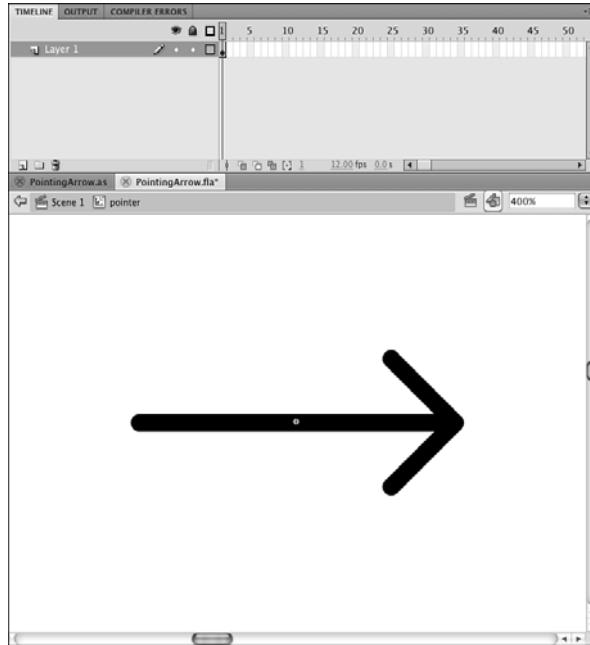 TIMELINE OUTPUT COMPILER ERRORS
1 5 10 15 20 25 30 35 40 45 50
Layer 1
1 12.00 fps 0.0 s
PointingArrow.as PointingArrow.fla*
Scene 1 pointer 400%